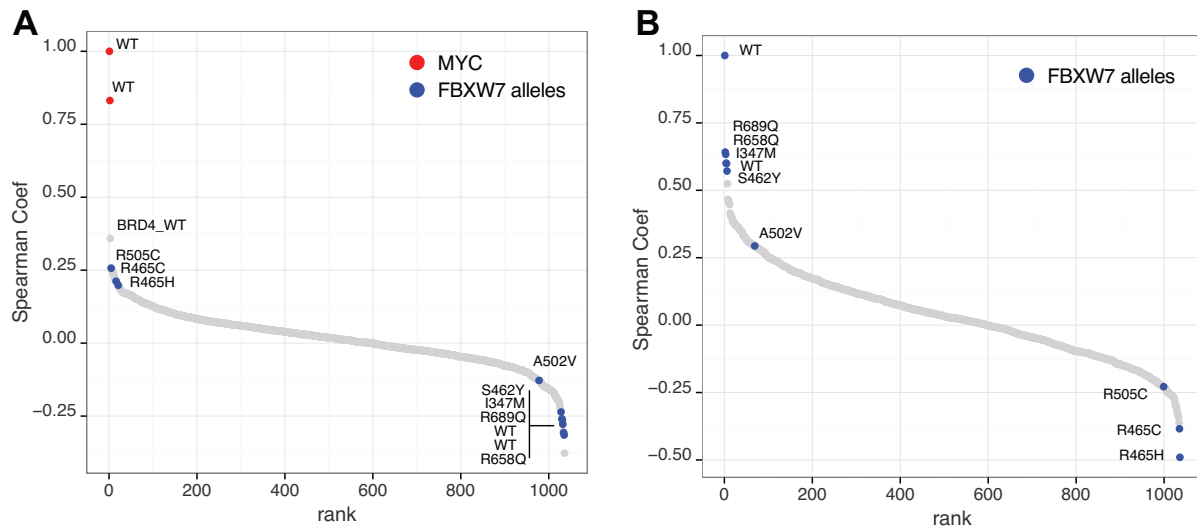 A
Spearman Coef
1.00
0.75
0.50
0.25
0.00
−0.25
WT
WT
MYC
FBXW7 alleles
BRD4_WT
R505C
R465C
R465H
A502V
S462Y
I347M
R689Q
WT
WT
R658Q
0
200
400
600
800
1000
rank
B
Spearman Coef
1.00
0.75
0.50
0.25
0.00
−0.25
−0.50
WT
FBXW7 alleles
R689Q
R658Q
I347M
WT
S462Y
A502V
R505C
R465C
R465H
0
200
400
600
800
1000
rank